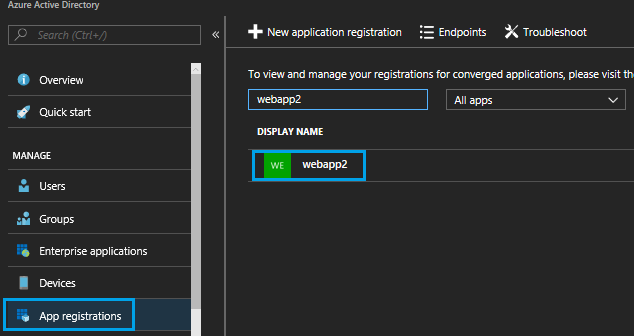 Azure Active Directory
Search (Ctrl+/)
«
Overview
Quick start
MANAGE
Users
Groups
Enterprise applications
Devices
App registrations
New application registration
Endpoints
Troubleshoot
To view and manage your registrations for converged applications, please visit the
webapp2
All apps
DISPLAY NAME
WE webapp2